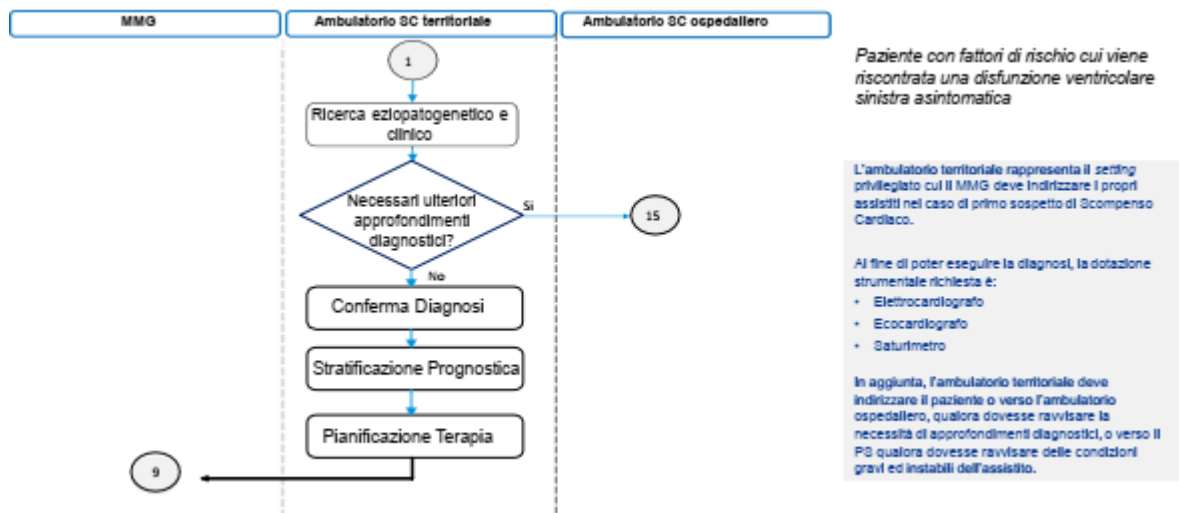 MMG
Ambulatorio SC territoriale
Ambulatorio SC ospedaliero
1
Ricerca eziopatogenetico e
clinico
Necessari ulteriori
approfondimenti
diagnostici?
Si
15
No
Conferma Diagnosi
Stratificazione Prognostica
Pianificazione Terapia
9
Paziente con fattori di rischio cui viene
riscontrata una disfunzione ventricolare
sinistra asintomatica
L'ambulatorio territoriale rappresenta il setting
privilegiato cui il MMG deve indirizzare i propri
assistiti nel caso di primo sospetto di Scompenso
Cardiaco.
Al fine di poter eseguire la diagnosi, la dotazione
strumentale richiesta è:
• Elettrocardiografo
• Ecocardiografo
• Saturimetro
In aggiunta, l'ambulatorio territoriale deve
indirizzare il paziente o verso l'ambulatorio
ospedaliero, qualora dovesse ravvisare la
necessità di approfondimenti diagnostici, o verso il
PS qualora dovesse ravvisare delle condizioni
gravi ed instabili dell'assistito.